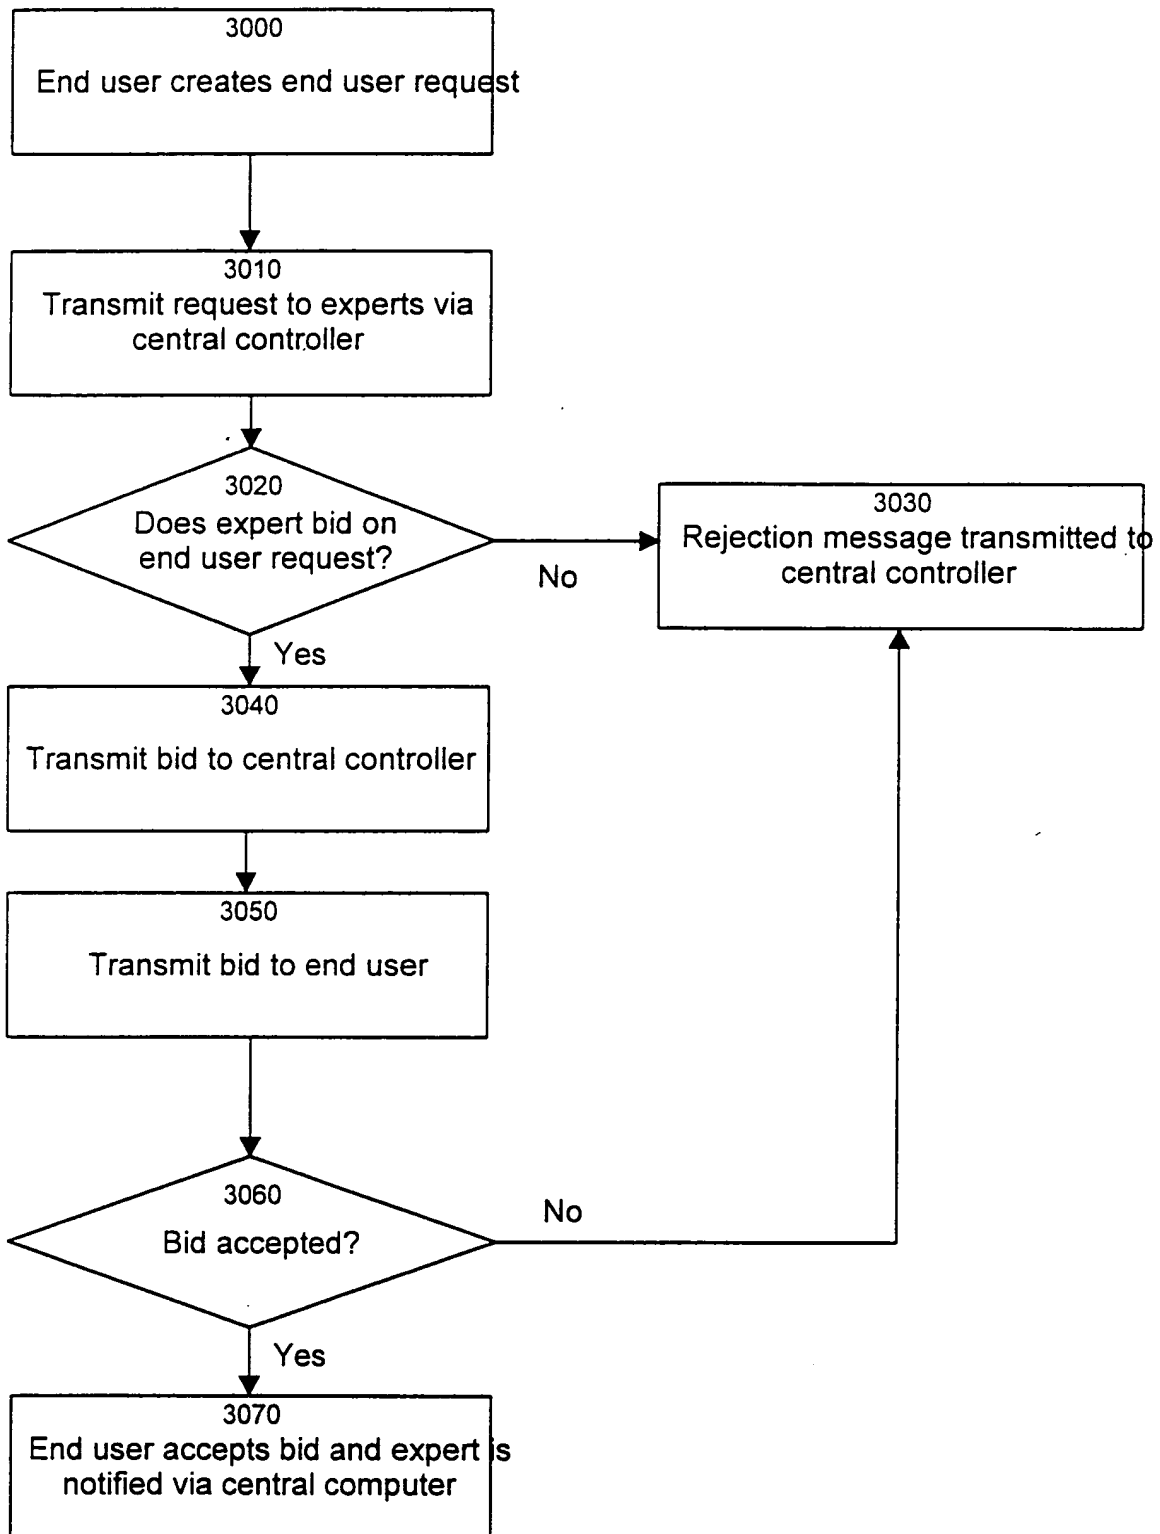 3000
End user creates end user request
3010
Transmit request to experts via
central controller
3020
Does expert bid on
end user request?
No
3030
Rejection message transmitted to
central controller
Yes
3040
Transmit bid to central controller
3050
Transmit bid to end user
3060
Bid accepted?
No
Yes
3070
End user accepts bid and expert is
notified via central computer